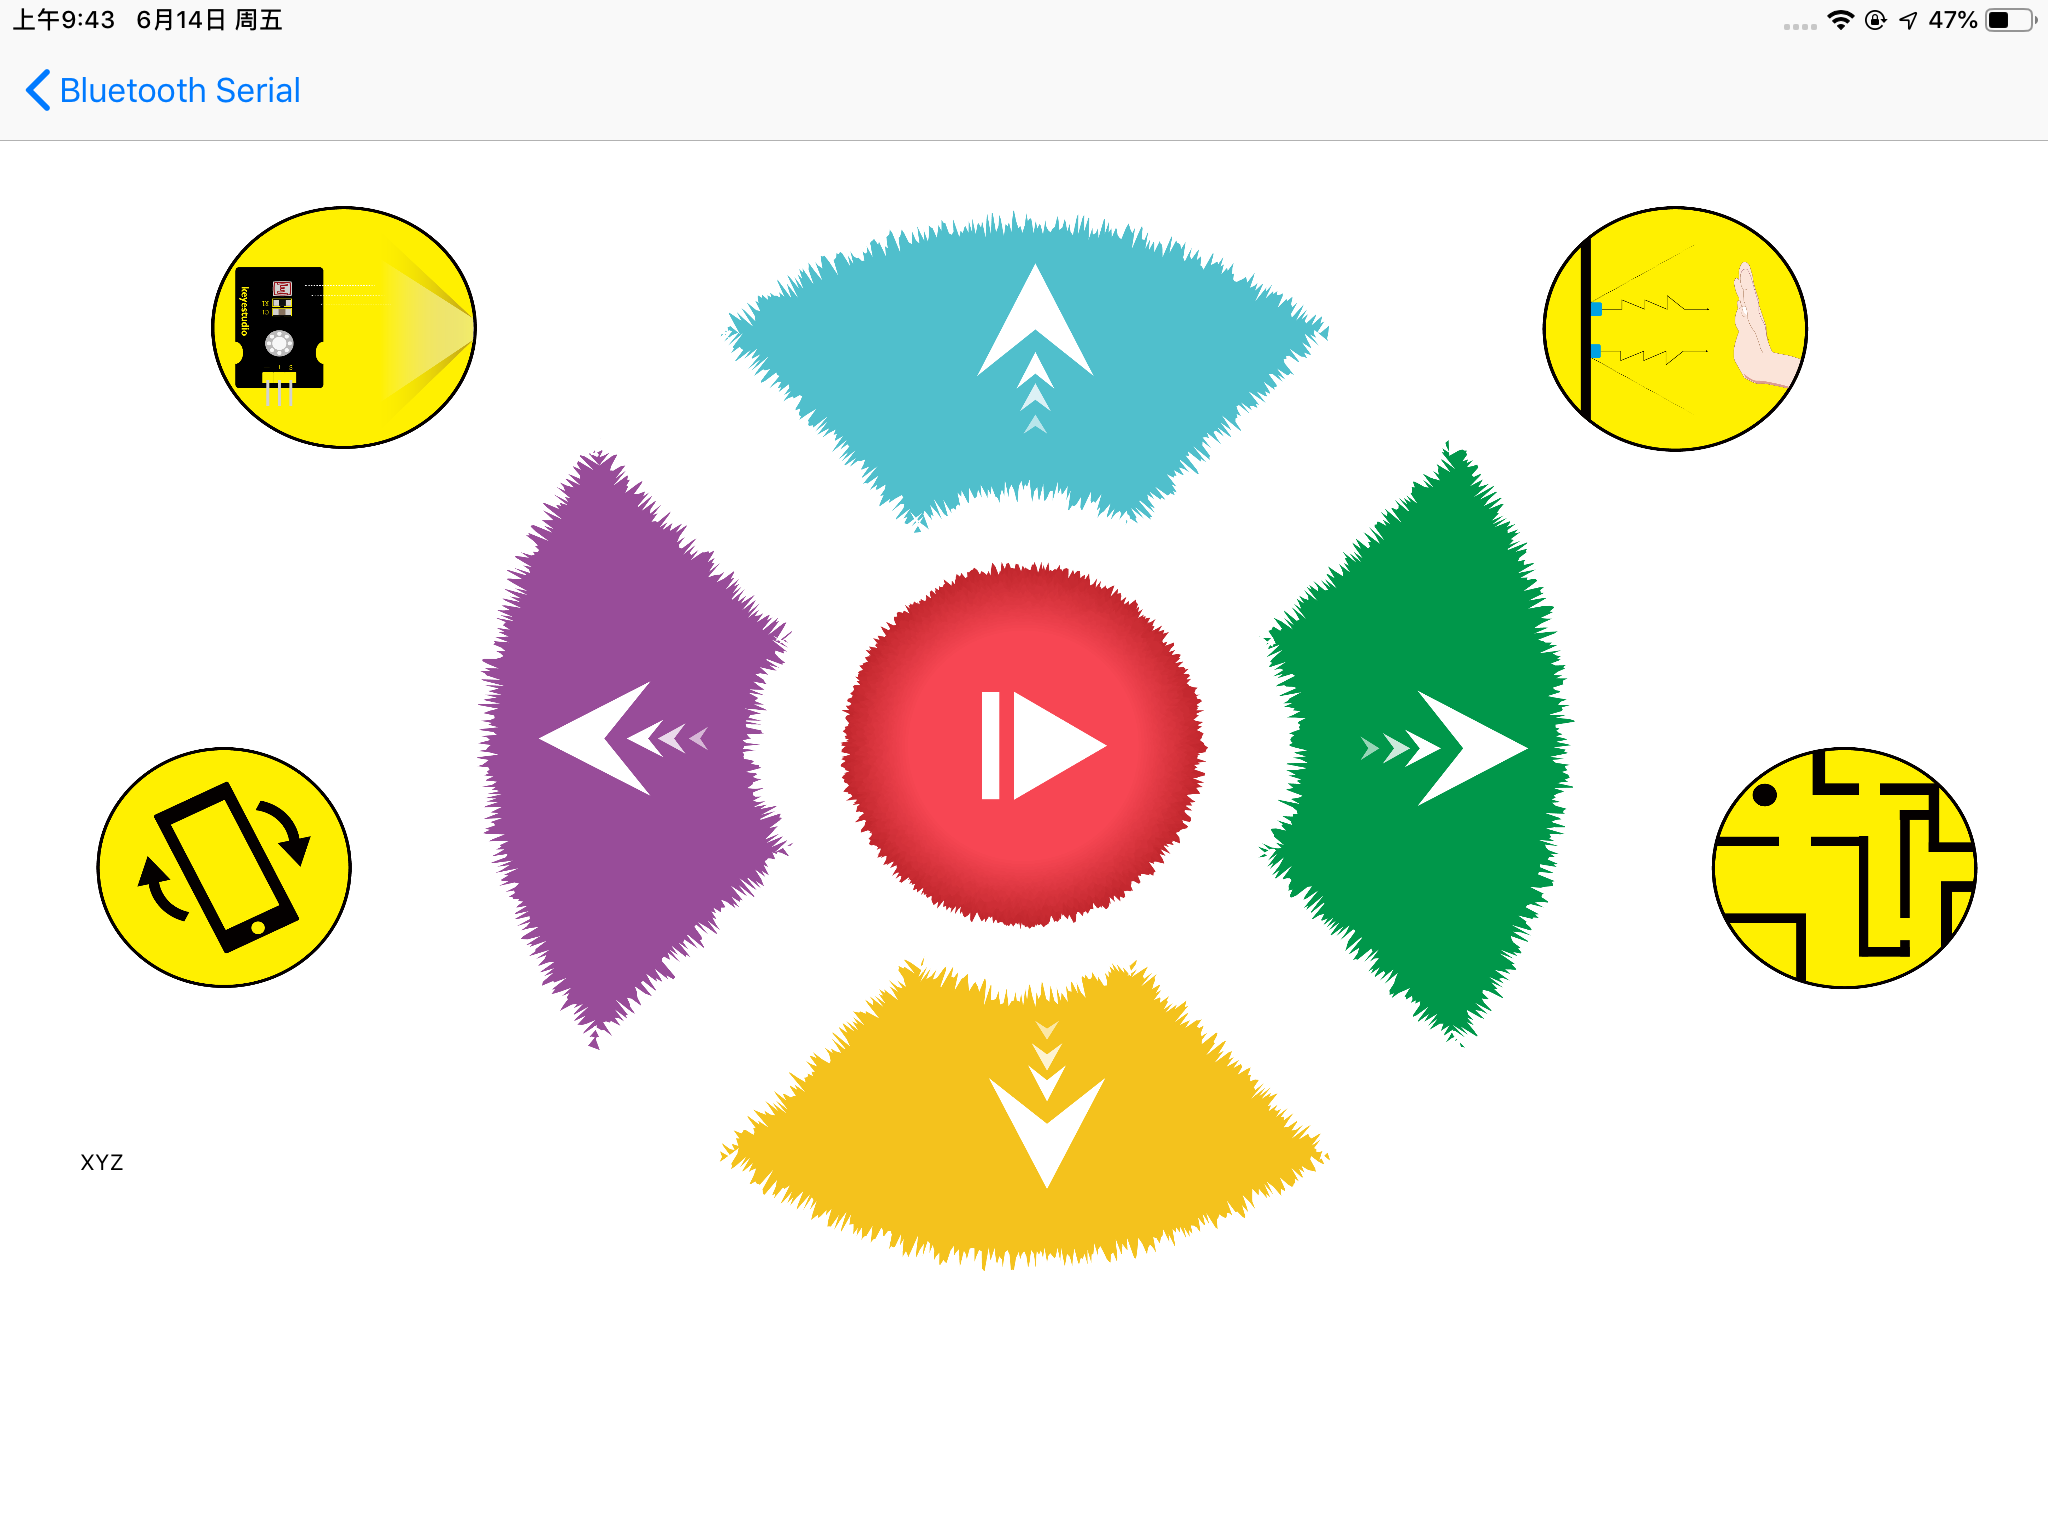 上午9:43 6月14日 周五 47%
Bluetooth Serial
keyestudio
XYZ